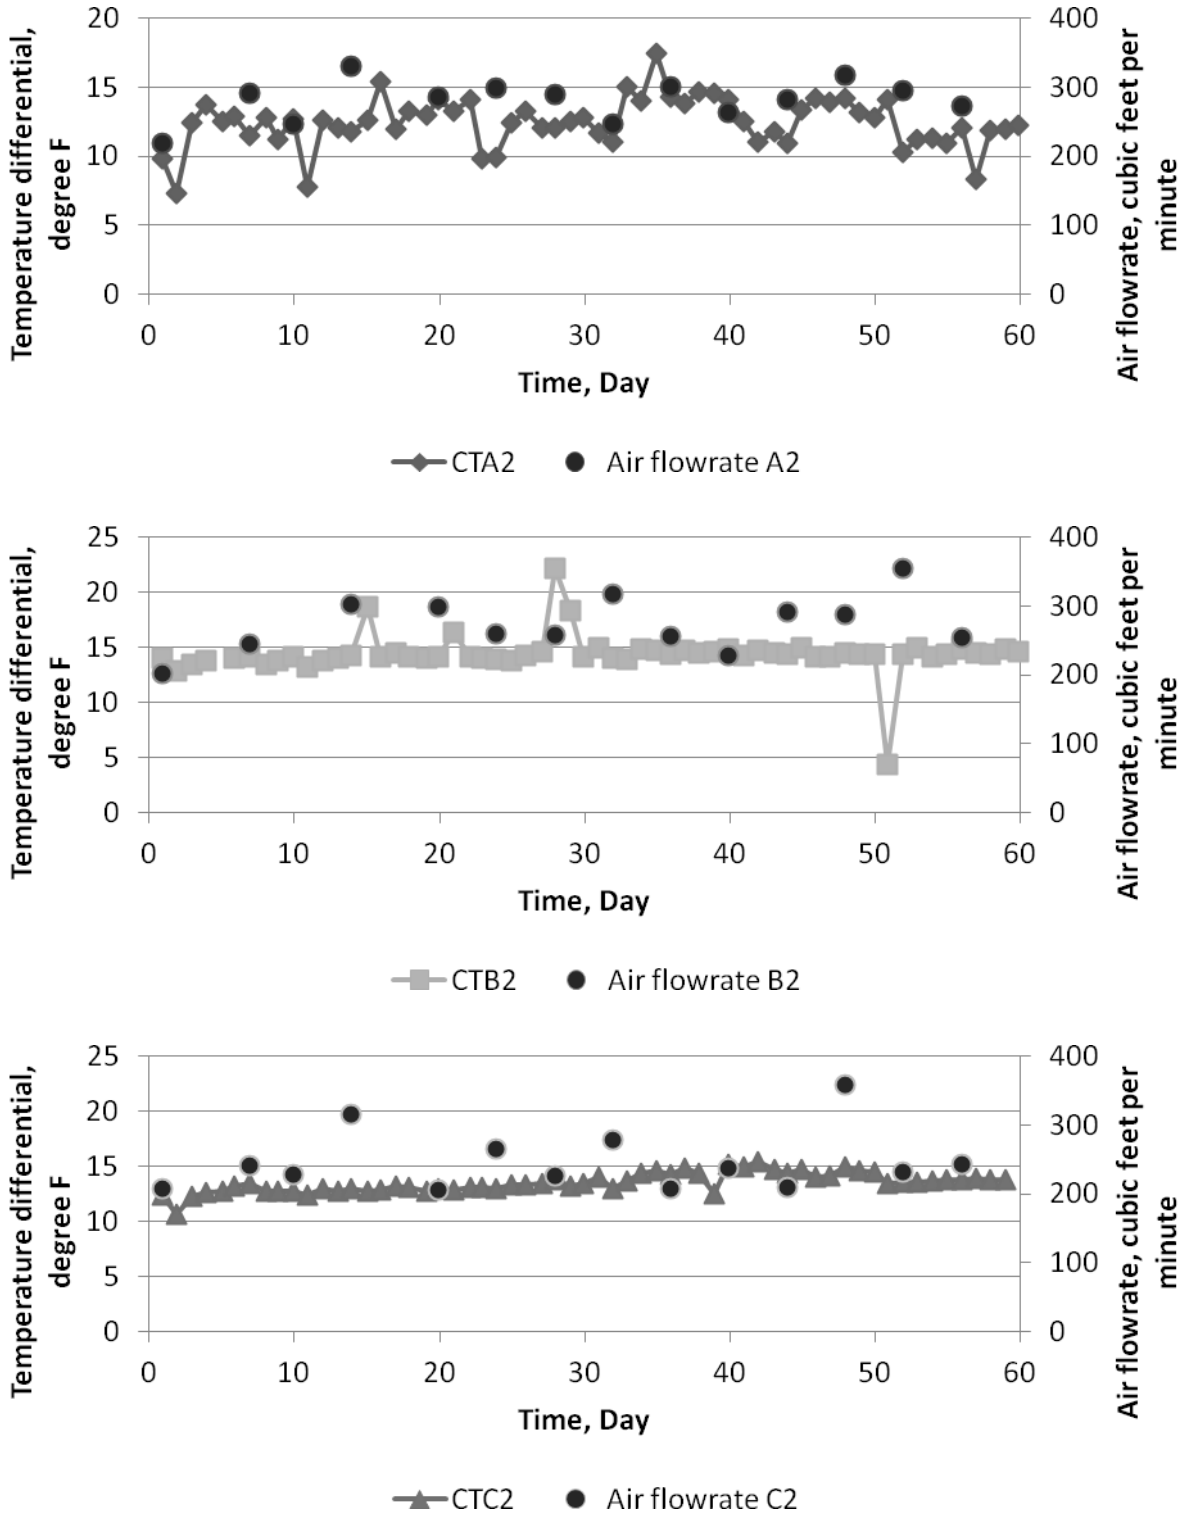 Temperature differential,
degree F
20
15
10
5
0
400
300
200
100
0
Air flowrate, cubic feet per
minute
0 10 20 30 40 50 60
Time, Day
CTA2 Air flowrate A2
Temperature differential,
degree F
25
20
15
10
5
0
400
300
200
100
0
Air flowrate, cubic feet per
minute
0 10 20 30 40 50 60
Time, Day
CTB2 Air flowrate B2
Temperature differential,
degree F
25
20
15
10
5
0
400
300
200
100
0
Air flowrate, cubic feet per
minute
0 10 20 30 40 50 60
Time, Day
CTC2 Air flowrate C2